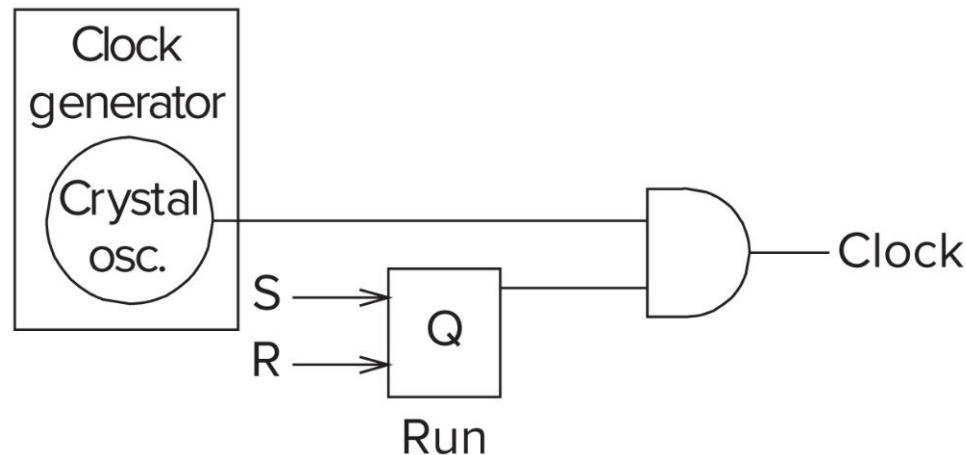 Clock
generator
Crystal
osc.
S
R
Q
Run
Clock